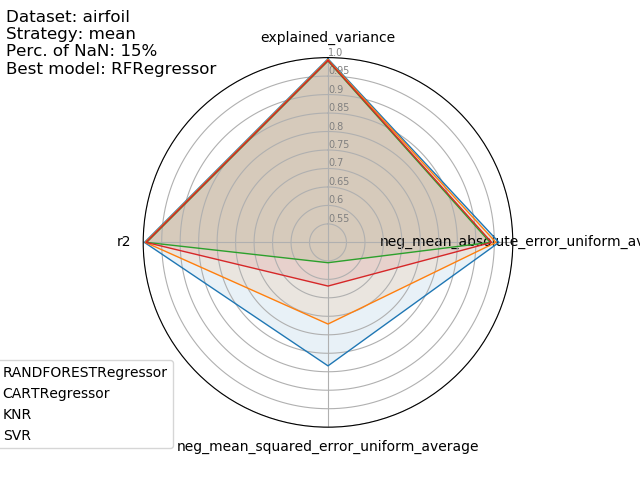 Dataset: airfoil
Strategy: mean
Perc. of NaN: 15%
Best model: RFRegressor
explained_variance
1.0
0.95
0.9
0.85
0.8
0.75
0.7
0.65
0.6
0.55
r2
neg_mean_absolute_error_uniform_av
RANDFORESTRegressor
CARTRegressor
KNR
SVR
neg_mean_squared_error_uniform_average